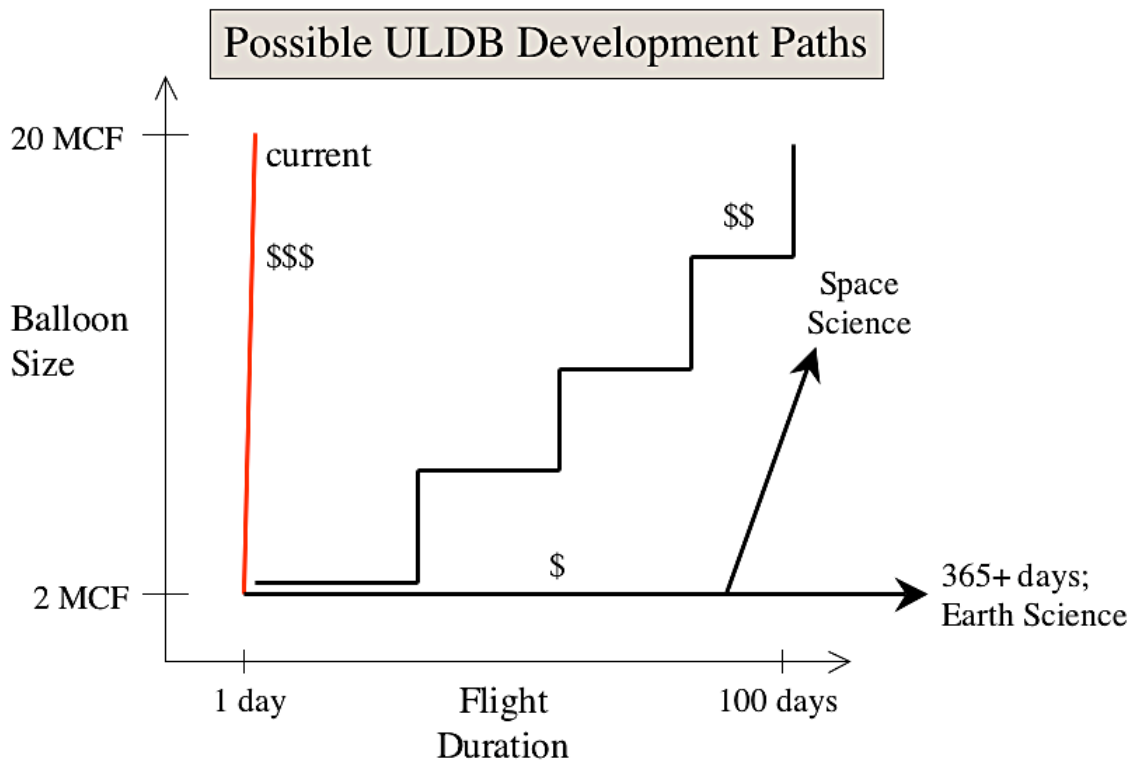 Possible ULDB Development Paths
20 MCF
current
$$
$$$
Space
Science
Balloon
Size
$
365+ days;
Earth Science
2 MCF
1 day
Flight
Duration
100 days